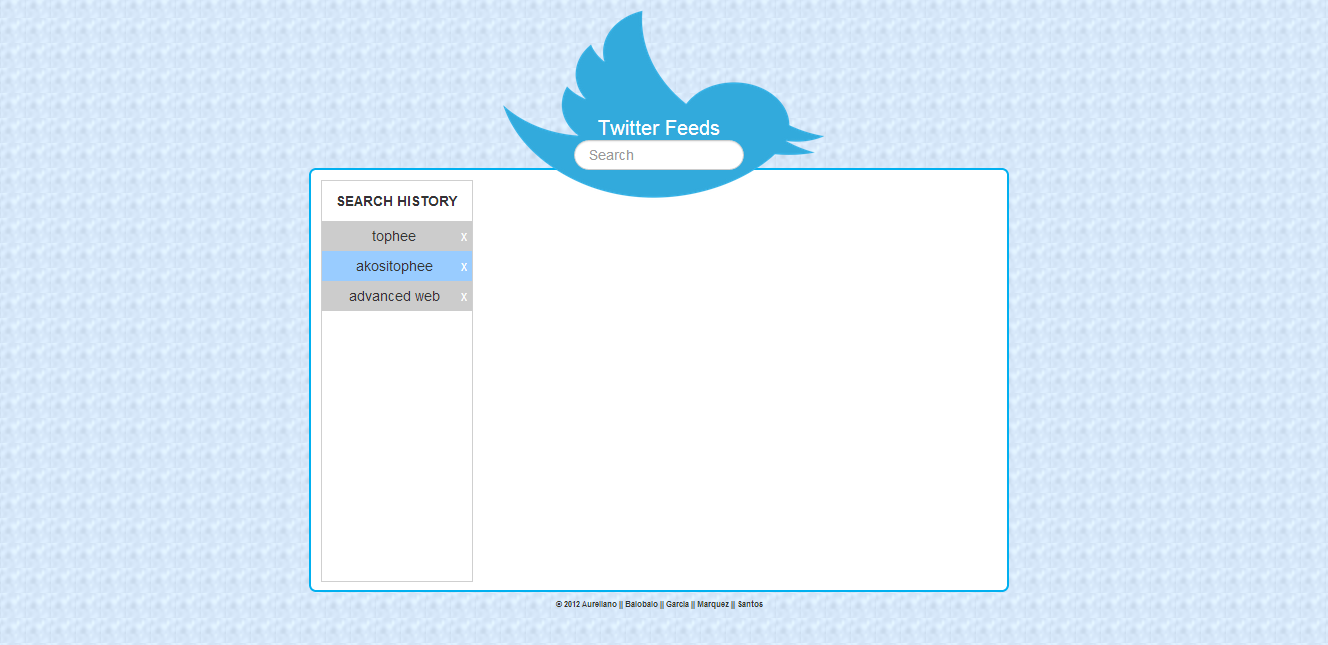 Twitter Feeds
Search
SEARCH HISTORY
tophee x
akositophee x
advanced web x
© 2012 Aureliano || Balobalo || Garcia || Marquez || Santos